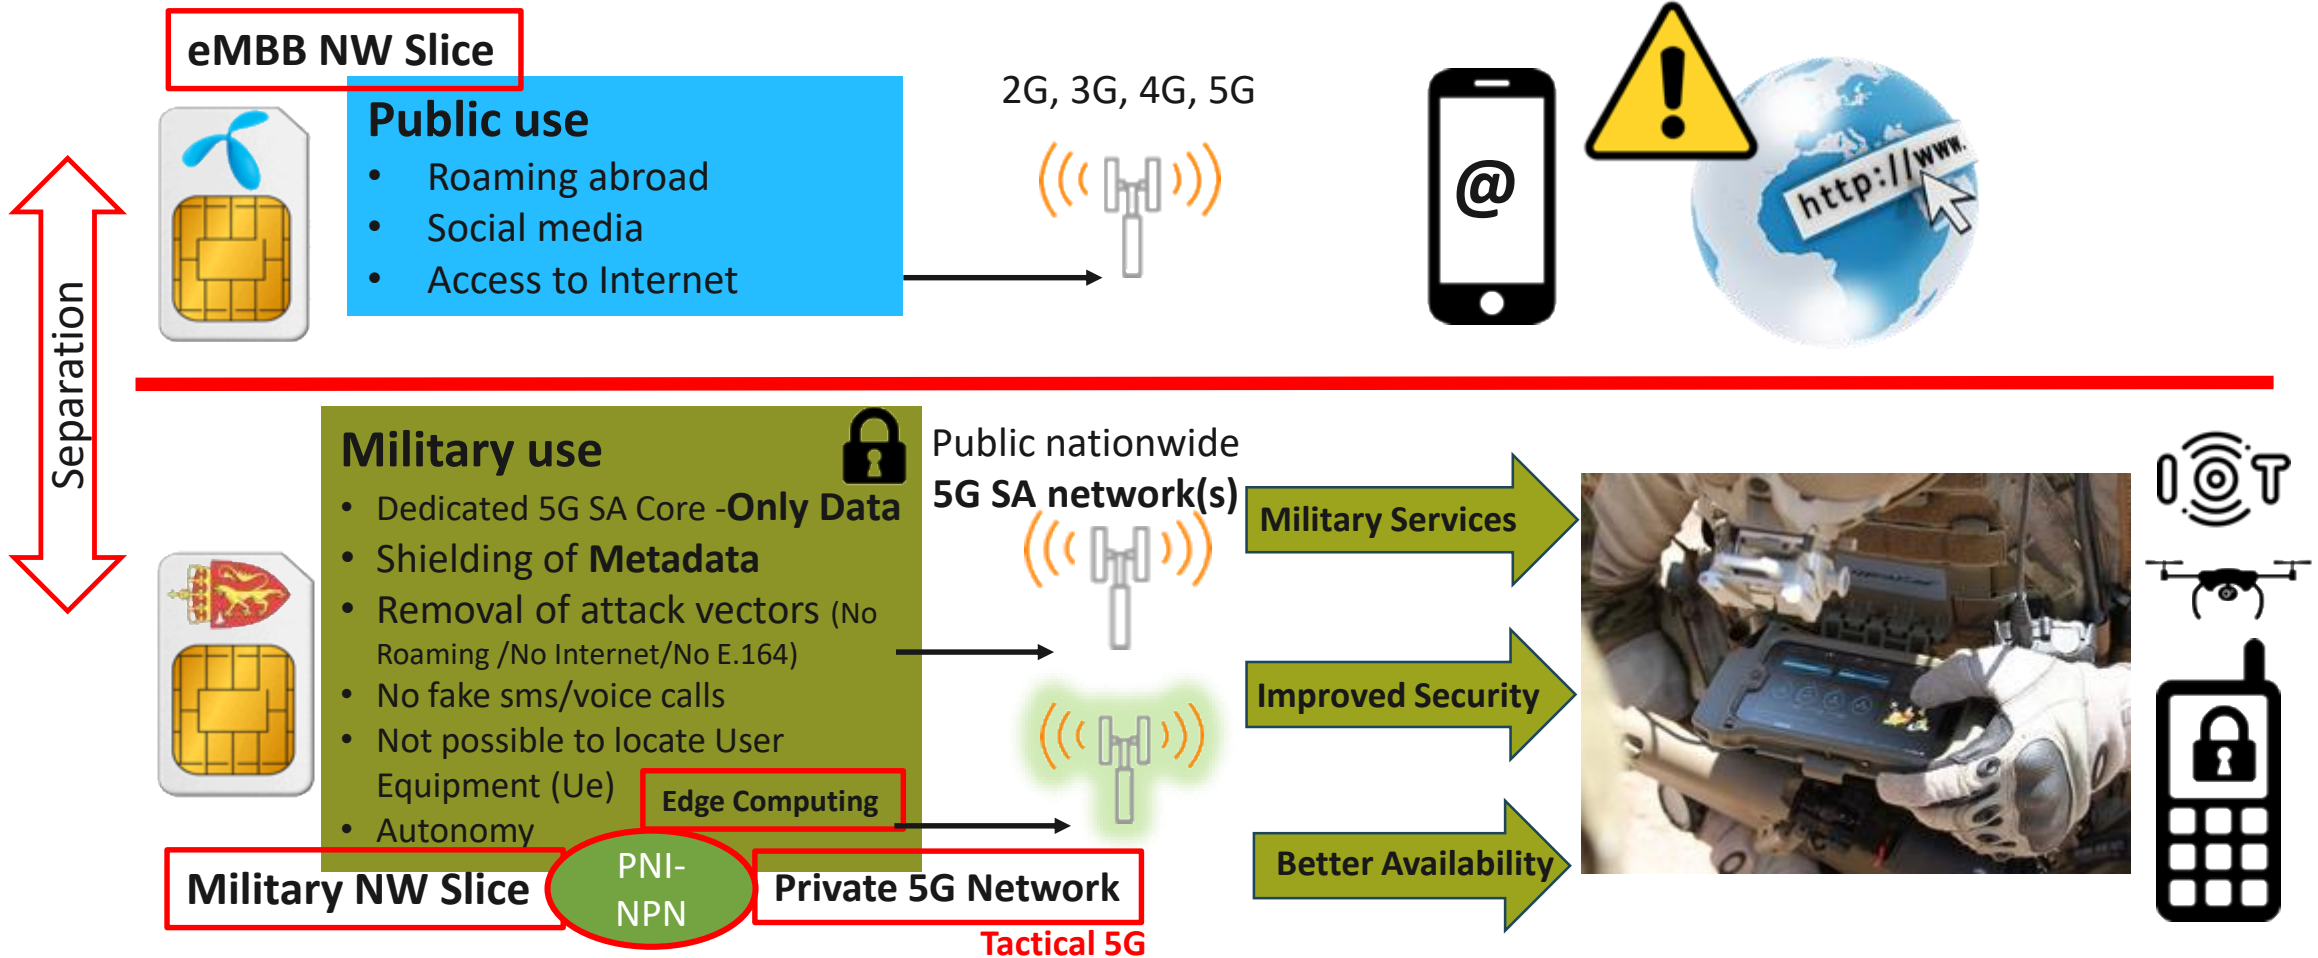 eMBB NW Slice
Public use
• Roaming abroad
• Social media
• Access to Internet
2G, 3G, 4G, 5G
@
http://www.
Separation
Military use
• Dedicated 5G SA Core -Only Data
• Shielding of Metadata
• Removal of attack vectors (No
Roaming /No Internet/No E.164)
• No fake sms/voice calls
• Not possible to locate User
Equipment (Ue)
• Autonomy
Edge Computing
Military NW Slice
PNI-
NPN
Private 5G Network
Tactical 5G
Public nationwide
5G SA network(s)
Military Services
Improved Security
Better Availability
IOT